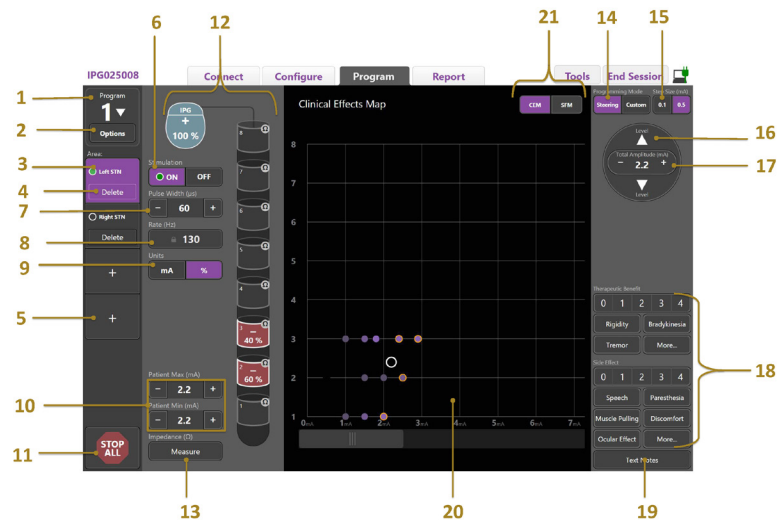 6
12
21
14
15
IPG025008
Connect
Configure
Program
Report
Tools
End Session
1
Program
1
2
Options
Area:
3
Left STN
4
Delete
Right STN
Delete
+
5
+
11
STOP
ALL
IPG
+
100 %
Stimulation
ON OFF
7
Pulse Width (µs)
- 60 +
8
Rate (Hz)
130
9
Units
mA %
10
Patient Max (mA)
- 2.2 +
Patient Min (mA)
- 2.2 +
Impedance (Ω)
Measure
13
8
7
6
5
4
3
-
40 %
2
-
60 %
1
Clinical Effects Map
CEM SFM
8
7
6
5
4
3
2
1
0mA 1mA 2mA 3mA 4mA 5mA 6mA 7mA
20
Programming Mode
Steering Custom
Step Size (mA)
0.1 0.5
16
Level
17
Total Amplitude (mA)
- 2.2 +
Level
Therapeutic Benefit
0 1 2 3 4
Rigidity Bradykinesia
Tremor More...
18
Side Effect
0 1 2 3 4
Speech Paresthesia
Muscle Pulling Discomfort
Ocular Effect More...
Text Notes
19